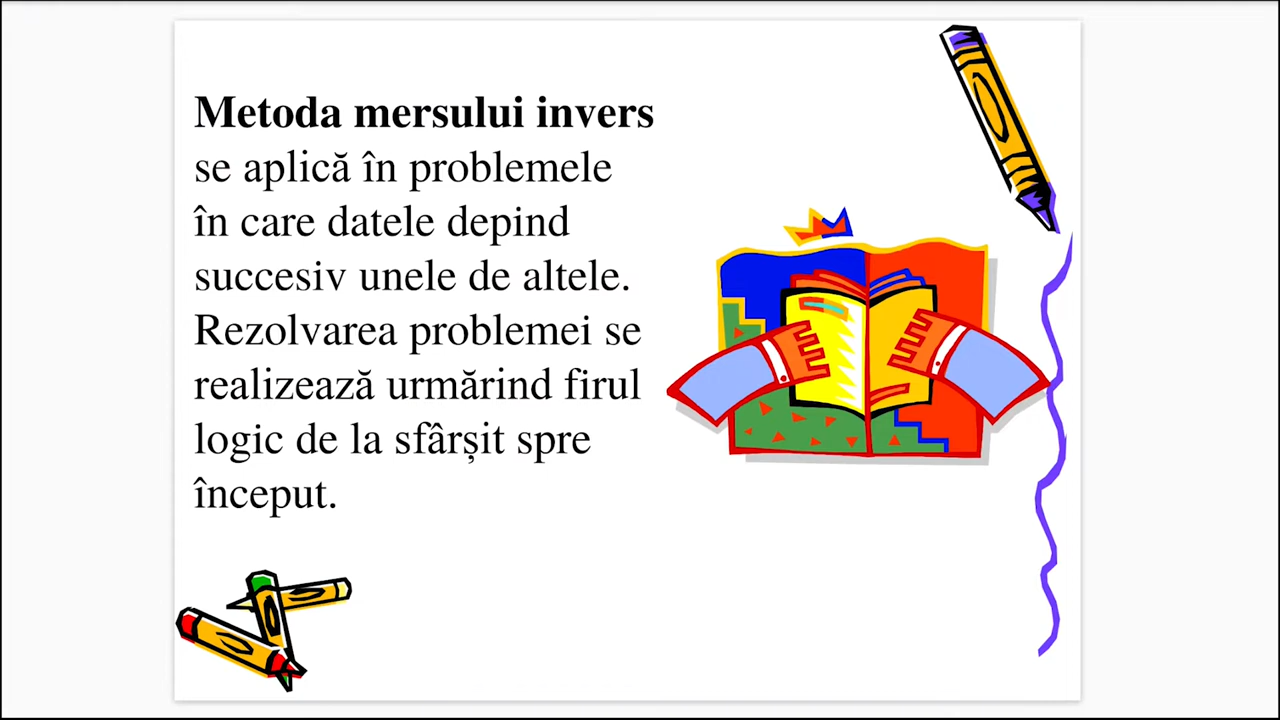 Metoda mersului invers
se aplică în problemele
în care datele depind
succesiv unele de altele.
Rezolvarea problemei se
realizează urmărind firul
logic de la sfârșit spre
început.